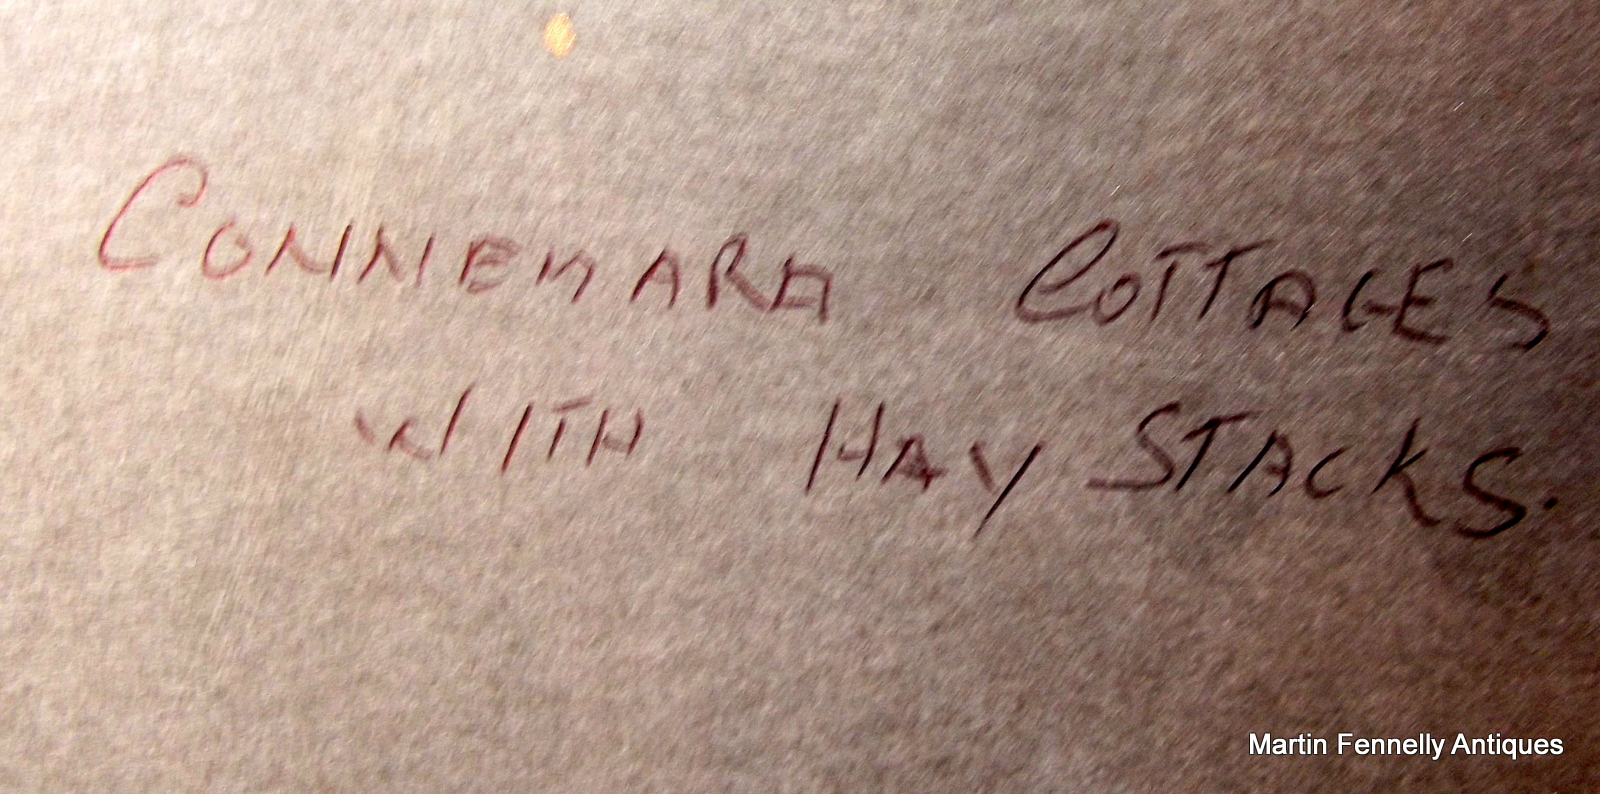 CONNEMARA COTTAGES
WITH HAY STACKS.
Martin Fennelly Antiques